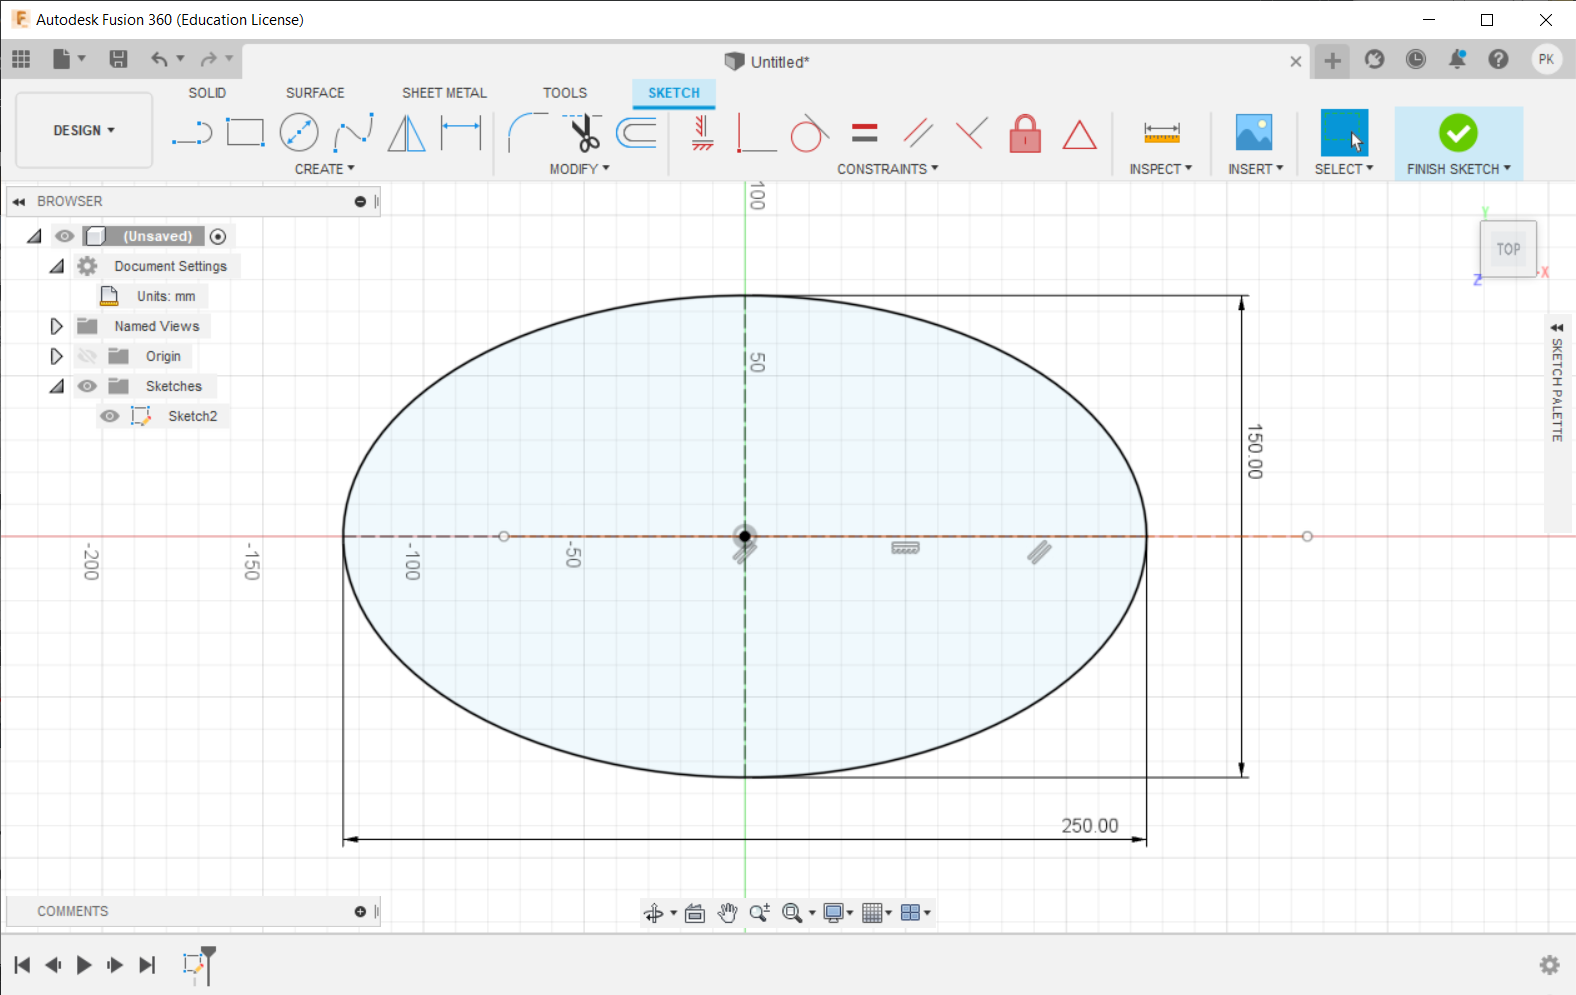 Autodesk Fusion 360 (Education License)
Untitled*
PK
SOLID
SURFACE
SHEET METAL
TOOLS
SKETCH
DESIGN
CREATE
MODIFY
CONSTRAINTS
INSPECT
INSERT
SELECT
FINISH SKETCH
BROWSER
(Unsaved)
Document Settings
Units: mm
Named Views
Origin
Sketches
Sketch2
100
50
-200
-150
-100
-50
150.00
250.00
Y
TOP
X
Z
SKETCH PALETTE
COMMENTS